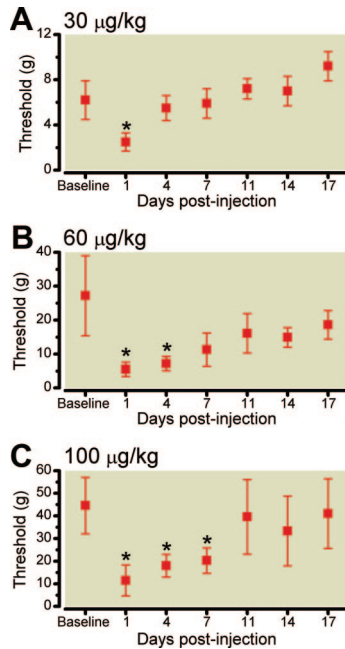 A 30 μg/kg
12
8
4
0
Threshold (g)
*
Baseline 1 4 7 11 14 17
Days post-injection
B 60 μg/kg
40
30
20
10
0
Threshold (g)
* *
Baseline 1 4 7 11 14 17
Days post-injection
C 100 μg/kg
60
50
40
30
20
10
0
Threshold (g)
* * *
Baseline 1 4 7 11 14 17
Days post-injection